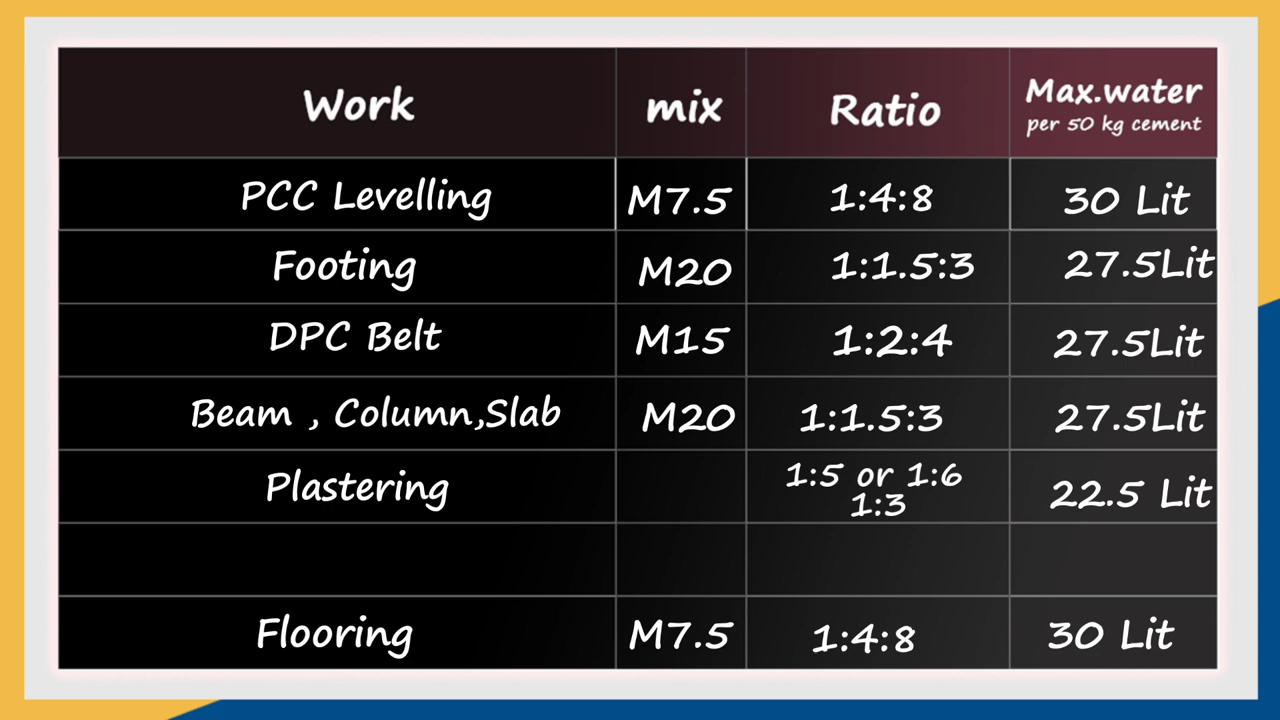 Work mix Ratio Max.water
per 50 kg cement
PCC Levelling M7.5 1:4:8 30 Lit
Footing M20 1:1.5:3 27.5Lit
DPC Belt M15 1:2:4 27.5Lit
Beam , Column,Slab M20 1:1.5:3 27.5Lit
Plastering 1:5 or 1:6 22.5 Lit
1:3
Flooring M7.5 1:4:8 30 Lit